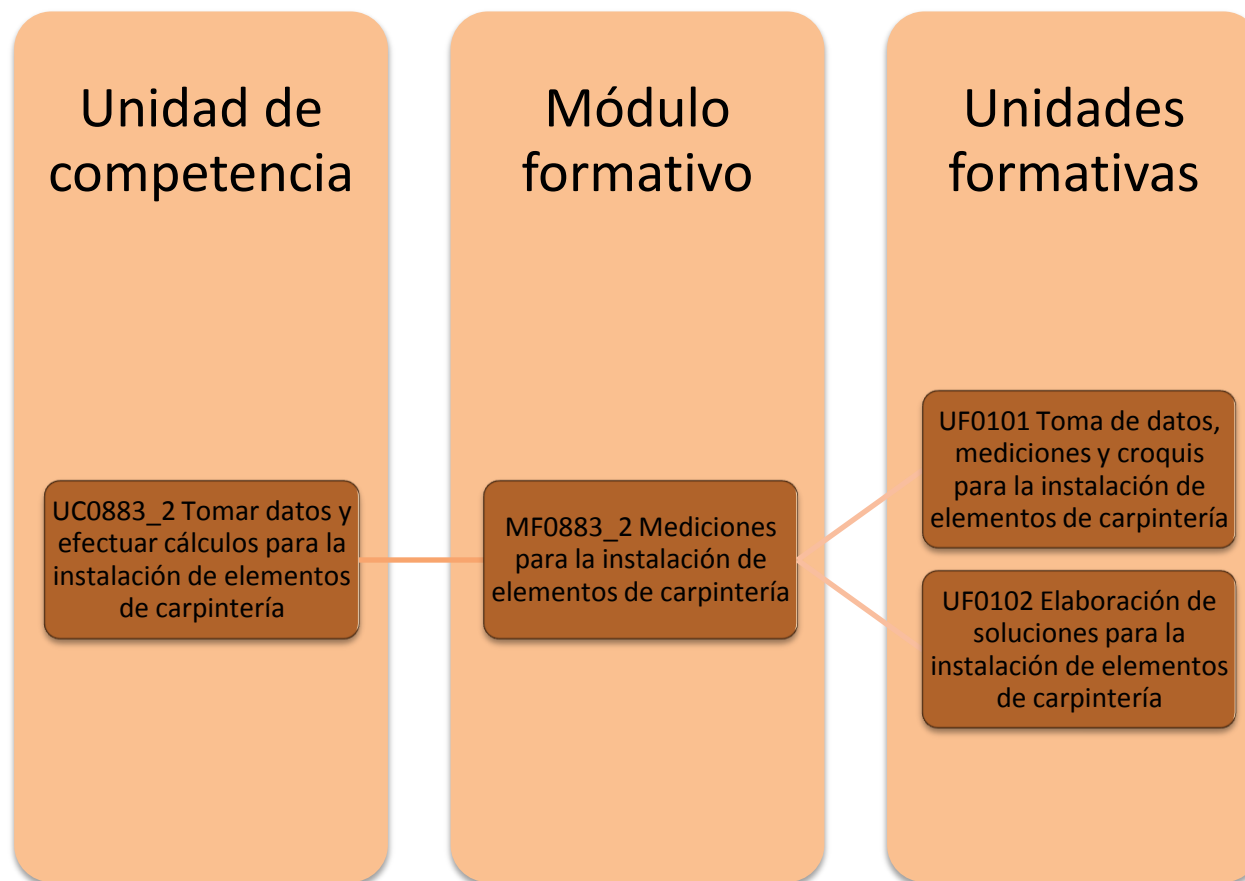 Unidad de
competencia
Módulo
formativo
Unidades
formativas
UC0883_2 Tomar datos y
efectuar cálculos para la
instalación de elementos
de carpintería
MF0883_2 Mediciones
para la instalación de
elementos de carpintería
UF0101 Toma de datos,
mediciones y croquis
para la instalación de
elementos de carpintería
UF0102 Elaboración de
soluciones para la
instalación de elementos
de carpintería